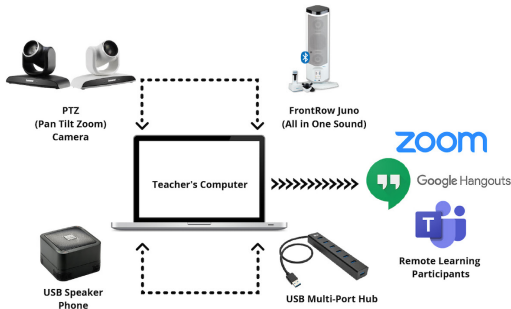 PTZ
(Pan Tilt Zoom)
Camera
FrontRow Juno
(All in One Sound)
zoom
Teacher's Computer
Google Hangouts
T
Remote Learning
Participants
USB Speaker
Phone
USB Multi-Port Hub